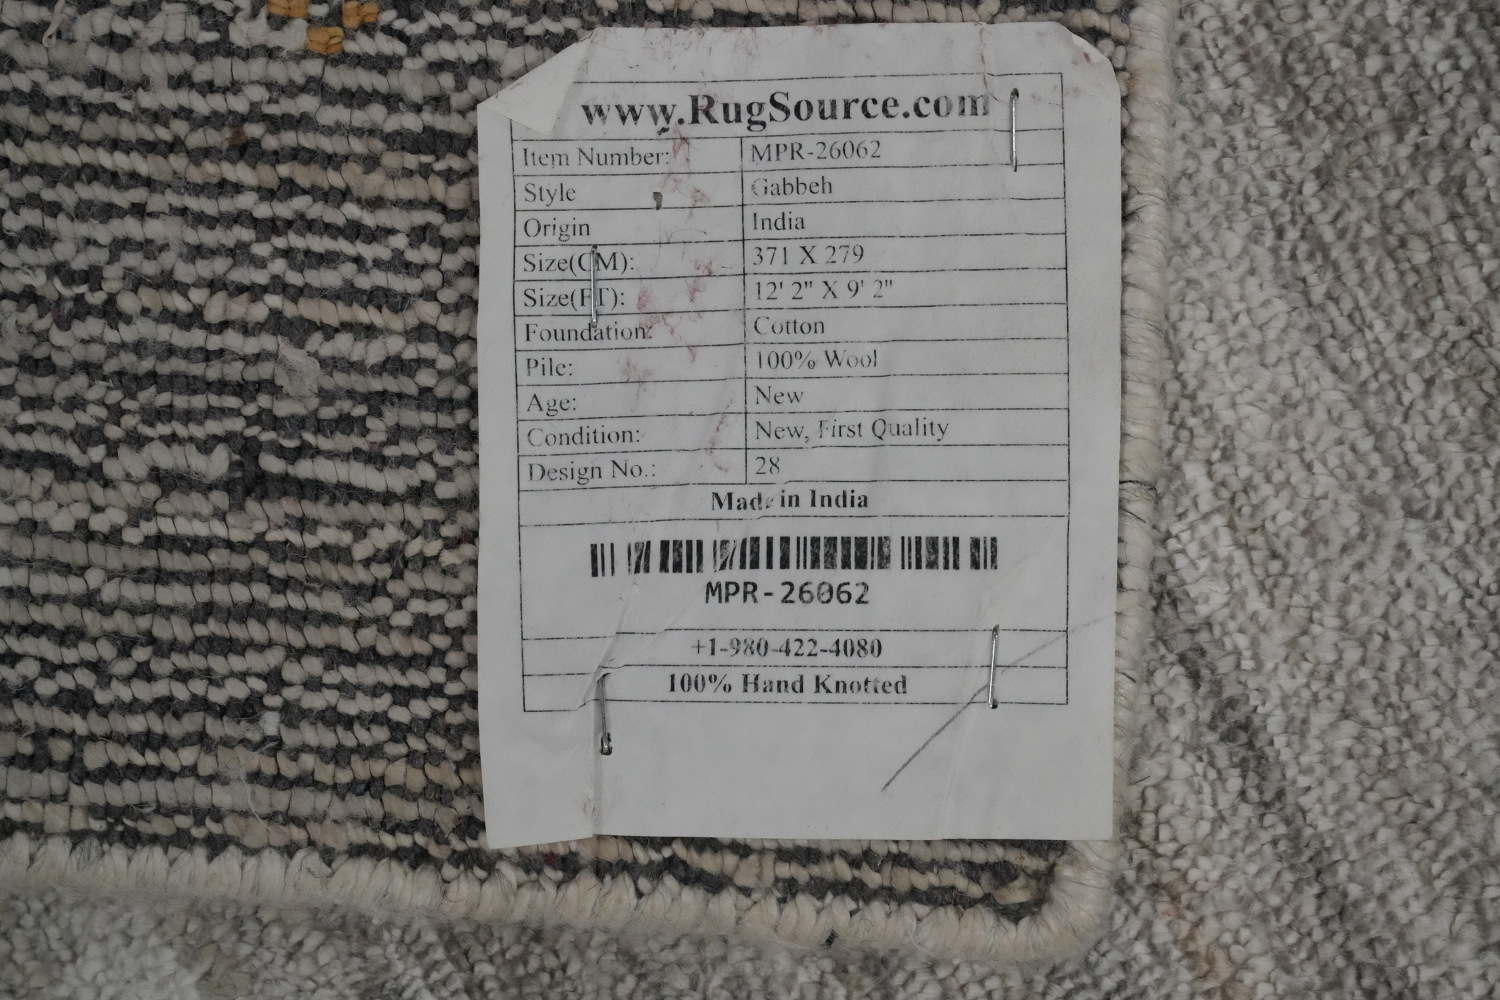 www.RugSource.com
Item Number: MPR-26062
Style Gabbeh
Origin India
Size(CM): 371 X 279
Size(FT): 12' 2" X 9' 2"
Foundation: Cotton
Pile: 100% Wool
Age: New
Condition: New, First Quality
Design No.: 28
Made in India
MPR-26062
+1-980-422-4080
100% Hand Knotted